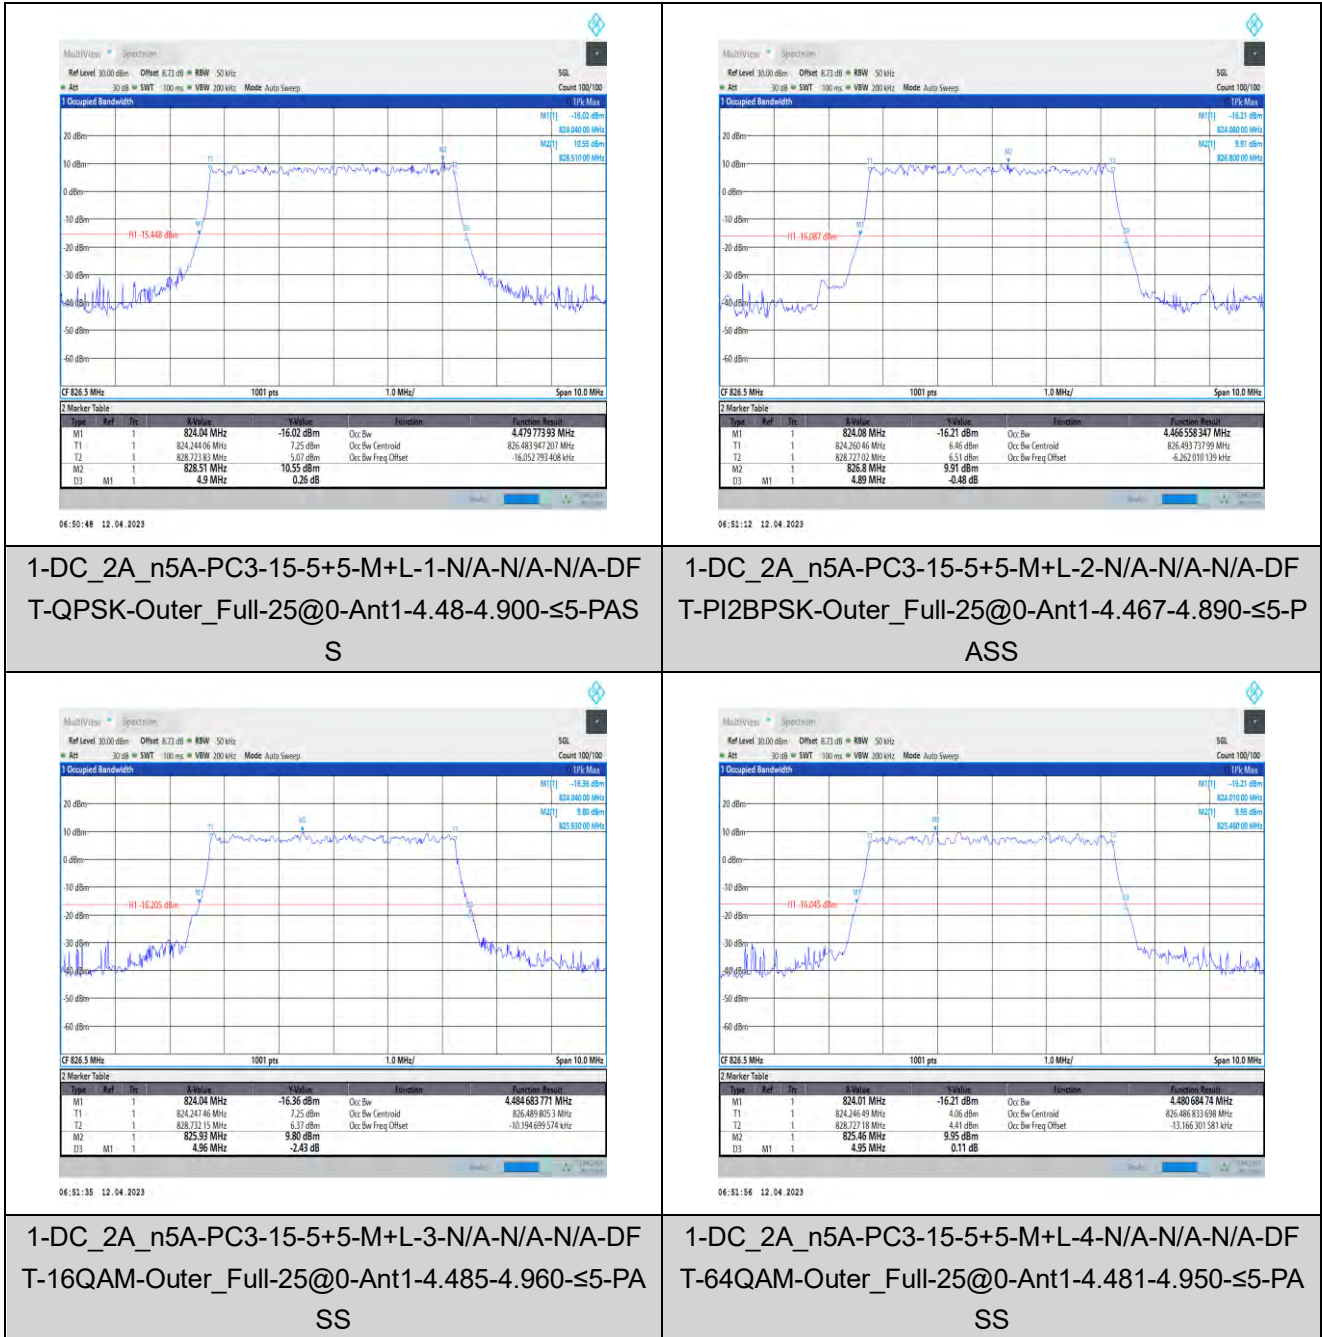 MultiView Spectrum
Ref Level 30.00 dBm Offset 8.73 dB RBW 50 kHz SGL
Att 30 dB SWT 100 ms VBW 200 kHz Mode Auto Sweep Count 100/100
1 Occupied Bandwidth 1Pk Max
M1[1] -16.02 dBm
824.040 00 MHz
M2[1] 10.55 dBm
828.510 00 MHz
20 dBm
10 dBm
0 dBm
-10 dBm
-20 dBm
-30 dBm
-40 dBm
-50 dBm
-60 dBm
T1
M2
T2
M1
D3
H1 -15.448 dBm
CF 826.5 MHz 1001 pts 1.0 MHz/ Span 10.0 MHz
2 Marker Table
Type Ref Trc X-Value Y-Value Function Function Result
M1 1 824.04 MHz -16.02 dBm Occ Bw 4.479 773 93 MHz
T1 1 824.244 06 MHz 7.25 dBm Occ Bw Centroid 826.483 947 207 MHz
T2 1 828.723 83 MHz 5.07 dBm Occ Bw Freq Offset -16.052 793 408 kHz
M2 1 828.51 MHz 10.55 dBm
D3 M1 1 4.9 MHz 0.26 dB
06:50:48 12.04.2023
1-DC_2A_n5A-PC3-15-5+5-M+L-1-N/A-N/A-N/A-DF
T-QPSK-Outer_Full-25@0-Ant1-4.48-4.900-≤5-PAS
S
MultiView Spectrum
Ref Level 30.00 dBm Offset 8.73 dB RBW 50 kHz SGL
Att 30 dB SWT 100 ms VBW 200 kHz Mode Auto Sweep Count 100/100
1 Occupied Bandwidth 1Pk Max
M1[1] -16.21 dBm
824.080 00 MHz
M2[1] 9.91 dBm
826.800 00 MHz
20 dBm
10 dBm
0 dBm
-10 dBm
-20 dBm
-30 dBm
-40 dBm
-50 dBm
-60 dBm
T1
M2
T2
M1
D3
H1 -16.087 dBm
CF 826.5 MHz 1001 pts 1.0 MHz/ Span 10.0 MHz
2 Marker Table
Type Ref Trc X-Value Y-Value Function Function Result
M1 1 824.08 MHz -16.21 dBm Occ Bw 4.466 558 347 MHz
T1 1 824.260 46 MHz 6.46 dBm Occ Bw Centroid 826.493 737 99 MHz
T2 1 828.727 02 MHz 6.51 dBm Occ Bw Freq Offset -6.262 010 139 kHz
M2 1 826.8 MHz 9.91 dBm
D3 M1 1 4.89 MHz -0.48 dB
06:51:12 12.04.2023
1-DC_2A_n5A-PC3-15-5+5-M+L-2-N/A-N/A-N/A-DF
T-PI2BPSK-Outer_Full-25@0-Ant1-4.467-4.890-≤5-P
ASS
MultiView Spectrum
Ref Level 30.00 dBm Offset 8.73 dB RBW 50 kHz SGL
Att 30 dB SWT 100 ms VBW 200 kHz Mode Auto Sweep Count 100/100
1 Occupied Bandwidth 1Pk Max
M1[1] -16.36 dBm
824.040 00 MHz
M2[1] 9.80 dBm
825.930 00 MHz
20 dBm
10 dBm
0 dBm
-10 dBm
-20 dBm
-30 dBm
-40 dBm
-50 dBm
-60 dBm
T1
M2
T2
M1
D3
H1 -16.205 dBm
CF 826.5 MHz 1001 pts 1.0 MHz/ Span 10.0 MHz
2 Marker Table
Type Ref Trc X-Value Y-Value Function Function Result
M1 1 824.04 MHz -16.36 dBm Occ Bw 4.484 683 771 MHz
T1 1 824.247 46 MHz 7.25 dBm Occ Bw Centroid 826.489 805 3 MHz
T2 1 828.732 15 MHz 6.37 dBm Occ Bw Freq Offset -10.194 699 574 kHz
M2 1 825.93 MHz 9.80 dBm
D3 M1 1 4.96 MHz -2.43 dB
06:51:35 12.04.2023
1-DC_2A_n5A-PC3-15-5+5-M+L-3-N/A-N/A-N/A-DF
T-16QAM-Outer_Full-25@0-Ant1-4.485-4.960-≤5-PA
SS
MultiView Spectrum
Ref Level 30.00 dBm Offset 8.73 dB RBW 50 kHz SGL
Att 30 dB SWT 100 ms VBW 200 kHz Mode Auto Sweep Count 100/100
1 Occupied Bandwidth 1Pk Max
M1[1] -16.21 dBm
824.010 00 MHz
M2[1] 9.95 dBm
825.460 00 MHz
20 dBm
10 dBm
0 dBm
-10 dBm
-20 dBm
-30 dBm
-40 dBm
-50 dBm
-60 dBm
T1
M2
T2
M1
D3
H1 -16.045 dBm
CF 826.5 MHz 1001 pts 1.0 MHz/ Span 10.0 MHz
2 Marker Table
Type Ref Trc X-Value Y-Value Function Function Result
M1 1 824.01 MHz -16.21 dBm Occ Bw 4.480 684 74 MHz
T1 1 824.246 49 MHz 4.06 dBm Occ Bw Centroid 826.486 833 698 MHz
T2 1 828.727 18 MHz 4.41 dBm Occ Bw Freq Offset -13.166 301 581 kHz
M2 1 825.46 MHz 9.95 dBm
D3 M1 1 4.95 MHz 0.11 dB
06:51:56 12.04.2023
1-DC_2A_n5A-PC3-15-5+5-M+L-4-N/A-N/A-N/A-DF
T-64QAM-Outer_Full-25@0-Ant1-4.481-4.950-≤5-PA
SS